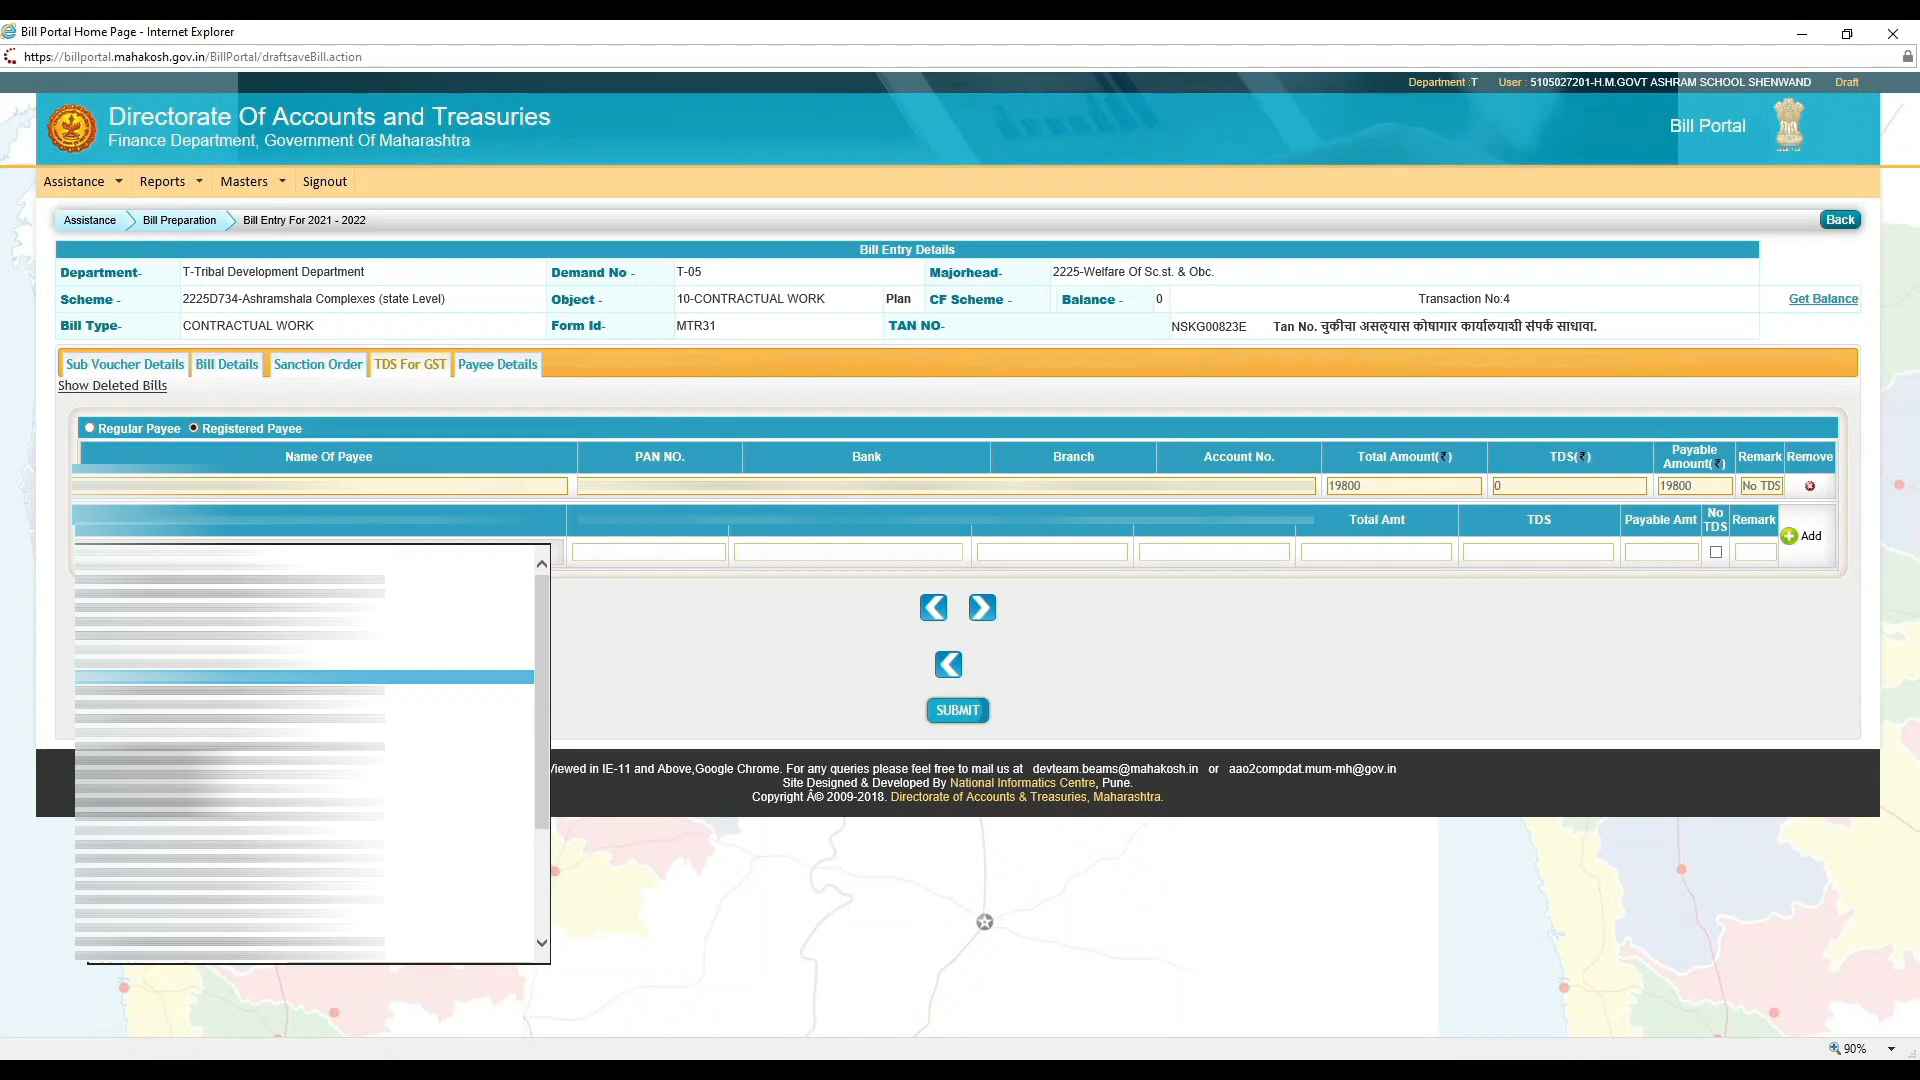 Bill Portal Home Page - Internet Explorer
https://billportal.mahakosh.gov.in/BillPortal/draftsaveBill.action
Department :T User : 5105027201-H.M.GOVT ASHRAM SCHOOL SHENWAND Draft
Directorate Of Accounts and Treasuries
Finance Department, Government Of Maharashtra
Bill Portal
Assistance Reports Masters Signout
Assistance Bill Preparation Bill Entry For 2021 - 2022 Back
Bill Entry Details
Department- T-Tribal Development Department Demand No - T-05 Majorhead- 2225-Welfare Of Sc.st. & Obc.
Scheme - 2225D734-Ashramshala Complexes (state Level) Object - 10-CONTRACTUAL WORK Plan CF Scheme - Balance - 0 Transaction No:4 Get Balance
Bill Type- CONTRACTUAL WORK Form Id- MTR31 TAN NO- NSKG00823E Tan No. चुकीचा असल्यास कोषागार कार्यालयाशी संपर्क साधावा.
Sub Voucher Details Bill Details Sanction Order TDS For GST Payee Details
Show Deleted Bills
Regular Payee Registered Payee
Name Of Payee PAN NO. Bank Branch Account No. Total Amount(₹) TDS(₹) Payable Amount(₹) Remark Remove
19800 0 19800 No TDS
Total Amt TDS Payable Amt No TDS Remark Add
SUBMIT
Viewed in IE-11 and Above,Google Chrome. For any queries please feel free to mail us at devteam.beams@mahakosh.in or aao2compdat.mum-mh@gov.in
Site Designed & Developed By National Informatics Centre, Pune.
Copyright Â© 2009-2018. Directorate of Accounts & Treasuries, Maharashtra.
90%